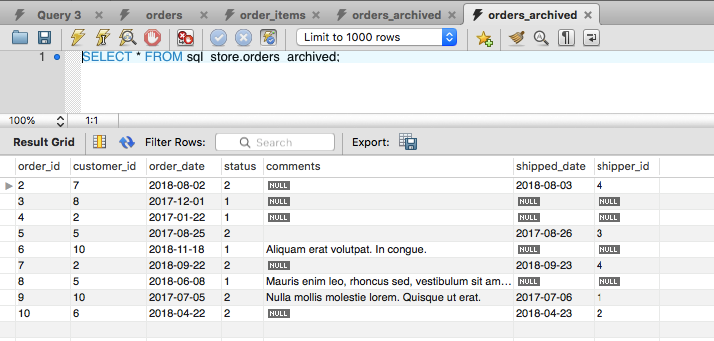 Query 3 orders order_items orders_archived orders_archived
Limit to 1000 rows
1 SELECT * FROM sql_store.orders_archived;
100% 1:1
Result Grid Filter Rows: Search Export:
order_id customer_id order_date status comments shipped_date shipper_id
2 7 2018-08-02 2 NULL 2018-08-03 4
3 8 2017-12-01 1 NULL NULL NULL
4 2 2017-01-22 1 NULL NULL NULL
5 5 2017-08-25 2 2017-08-26 3
6 10 2018-11-18 1 Aliquam erat volutpat. In congue. NULL NULL
7 2 2018-09-22 2 NULL 2018-09-23 4
8 5 2018-06-08 1 Mauris enim leo, rhoncus sed, vestibulum sit am... NULL NULL
9 10 2017-07-05 2 Nulla mollis molestie lorem. Quisque ut erat. 2017-07-06 1
10 6 2018-04-22 2 NULL 2018-04-23 2